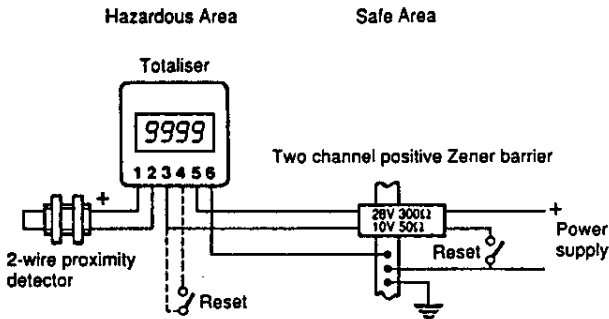 Hazardous Area
Safe Area
Totaliser
9999
1 2 3 4 5 6
Two channel positive Zener barrier
+
28V 300Ω
10V 50Ω
+
Power
supply
Reset
2-wire proximity
detector
Reset